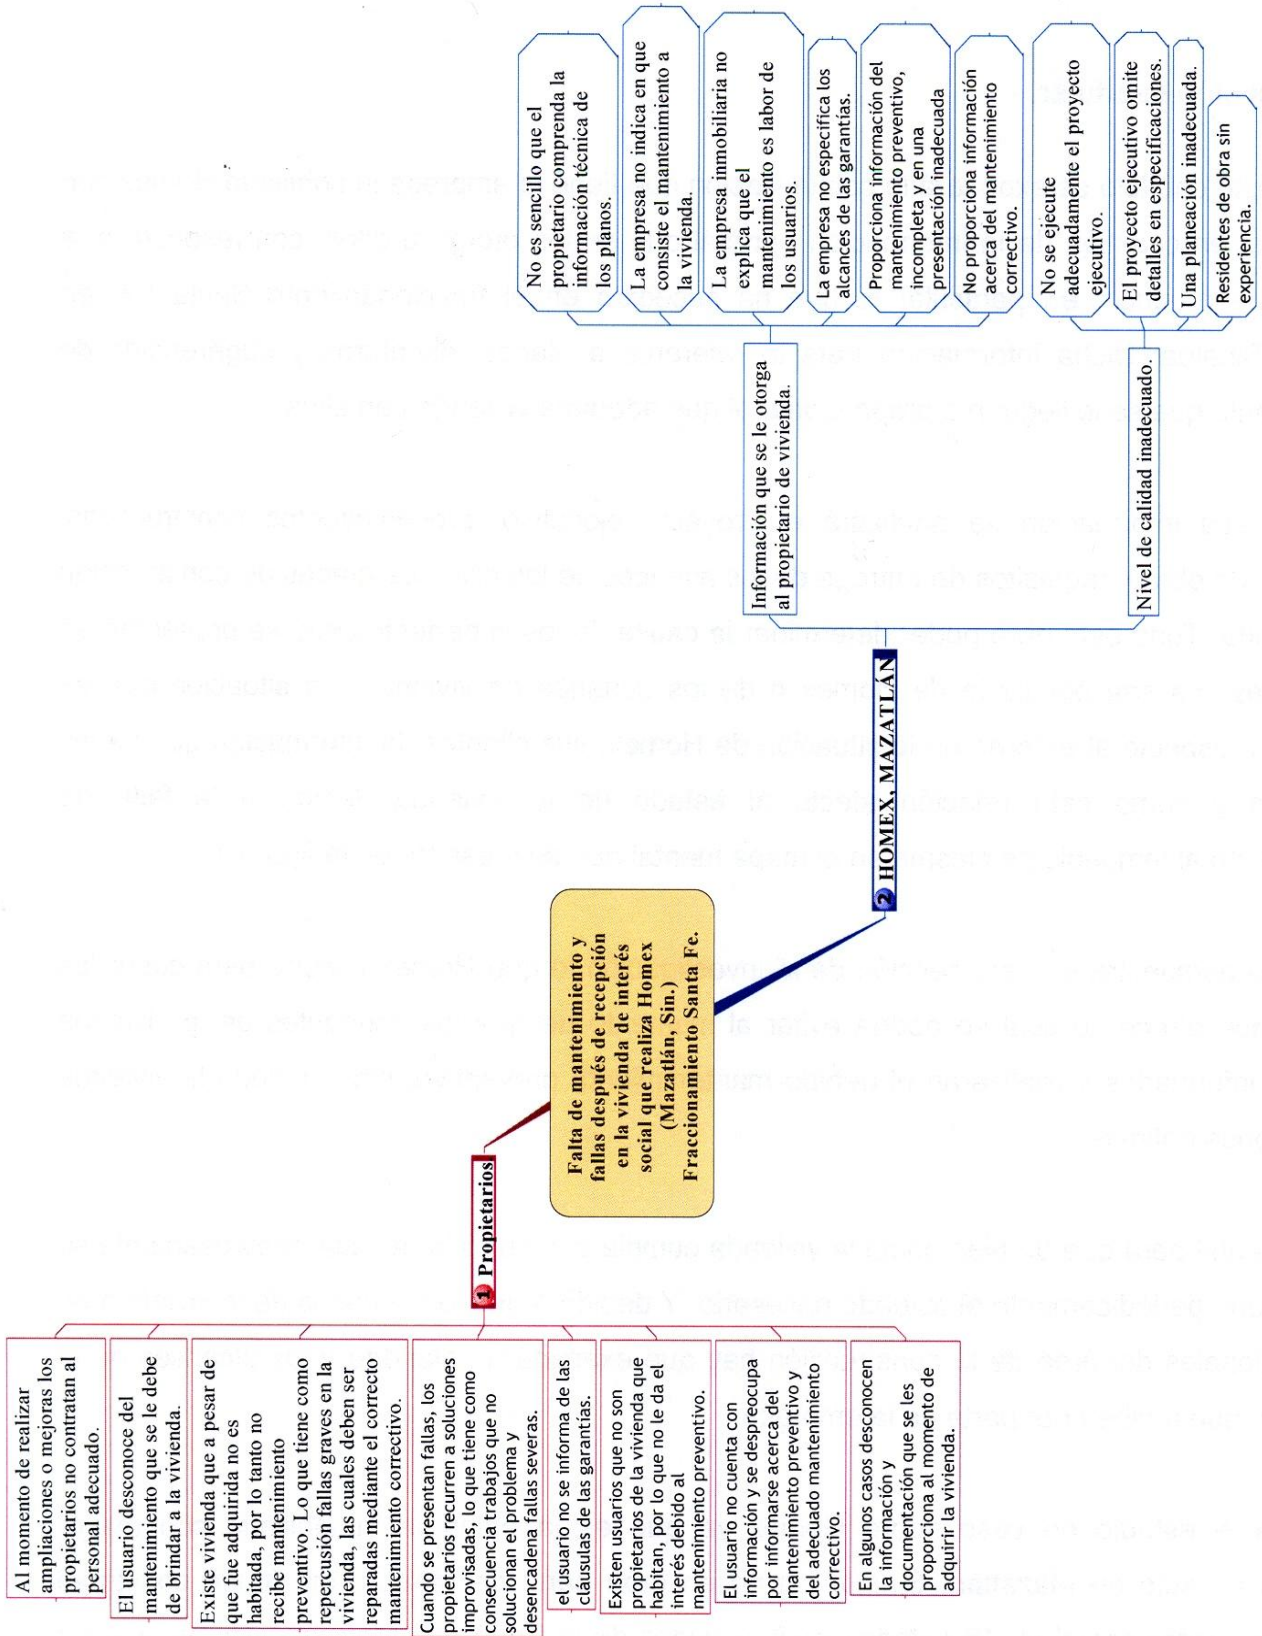 Falta de mantenimiento y
fallas después de recepción
en la vivienda de interés
social que realiza Homex
(Mazatlán, Sin.)
Fraccionamiento Santa Fe.
1 Propietarios
Al momento de realizar
ampliaciones o mejoras los
propietarios no contratan al
personal adecuado.
El usuario desconoce del
mantenimiento que se le debe
de brindar a la vivienda.
Existe vivienda que a pesar de
que fue adquirida no es
habitada, por lo tanto no
recibe mantenimiento
preventivo. Lo que tiene como
repercusión fallas graves en la
vivienda, las cuales deben ser
reparadas mediante el correcto
mantenimiento correctivo.
Cuando se presentan fallas, los
propietarios recurren a soluciones
improvisadas, lo que tiene como
consecuencia trabajos que no
solucionan el problema y
desencadena fallas severas.
el usuario no se informa de las
cláusulas de las garantías.
Existen usuarios que no son
propietarios de la vivienda que
habitan, por lo que no le da el
interés debido al
mantenimiento preventivo.
El usuario no cuenta con
información y se despreocupa
por informarse acerca del
mantenimiento preventivo y
del adecuado mantenimiento
correctivo.
En algunos casos desconocen
la información y
documentación que se les
proporciona al momento de
adquirir la vivienda.
2 HOMEX, MAZATLÁN
Información que se le otorga
al propietario de vivienda.
No es sencillo que el
propietario comprenda la
información técnica de
los planos.
La empresa no indica en que
consiste el mantenimiento a
la vivienda.
La empresa inmobiliaria no
explica que el
mantenimiento es labor de
los usuarios.
La empresa no especifica los
alcances de las garantías.
Proporciona información del
mantenimiento preventivo,
incompleta y en una
presentación inadecuada
No proporciona información
acerca del mantenimiento
correctivo.
Nivel de calidad inadecuado.
No se ejecute
adecuadamente el proyecto
ejecutivo.
El proyecto ejecutivo omite
detalles en especificaciones.
Una planeación inadecuada.
Residentes de obra sin
experiencia.